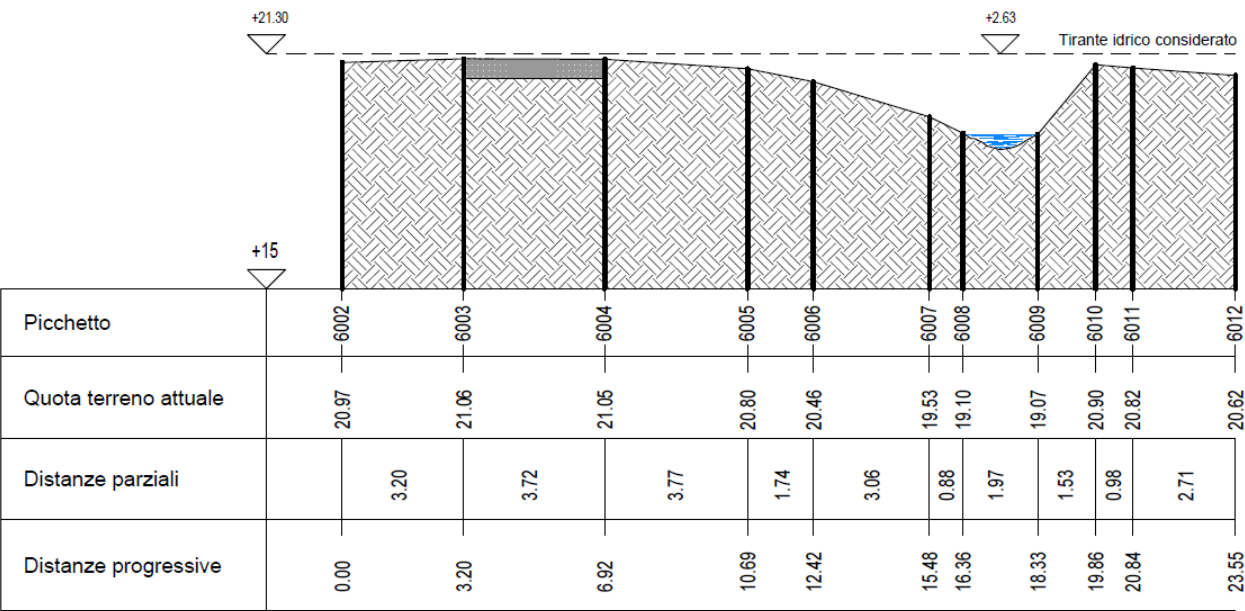 +21.30
+2.63
Tirante idrico considerato
+15
Picchetto 6002 6003 6004 6005 6006 6007 6008 6009 6010 6011 6012
Quota terreno attuale 20.97 21.06 21.05 20.80 20.46 19.53 19.10 19.07 20.90 20.82 20.62
Distanze parziali 3.20 3.72 3.77 1.74 3.06 0.88 1.97 1.53 0.98 2.71
Distanze progressive 0.00 3.20 6.92 10.69 12.42 15.48 16.36 18.33 19.86 20.84 23.55